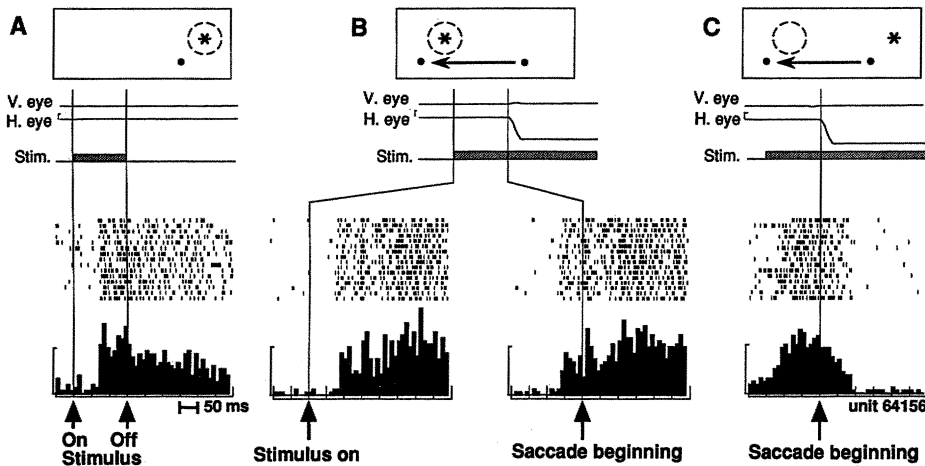 A
B
C
V. eye
H. eye
Stim.
V. eye
H. eye
Stim.
V. eye
H. eye
Stim.
50 ms
On Off
Stimulus
Stimulus on
Saccade beginning
unit 64156
Saccade beginning